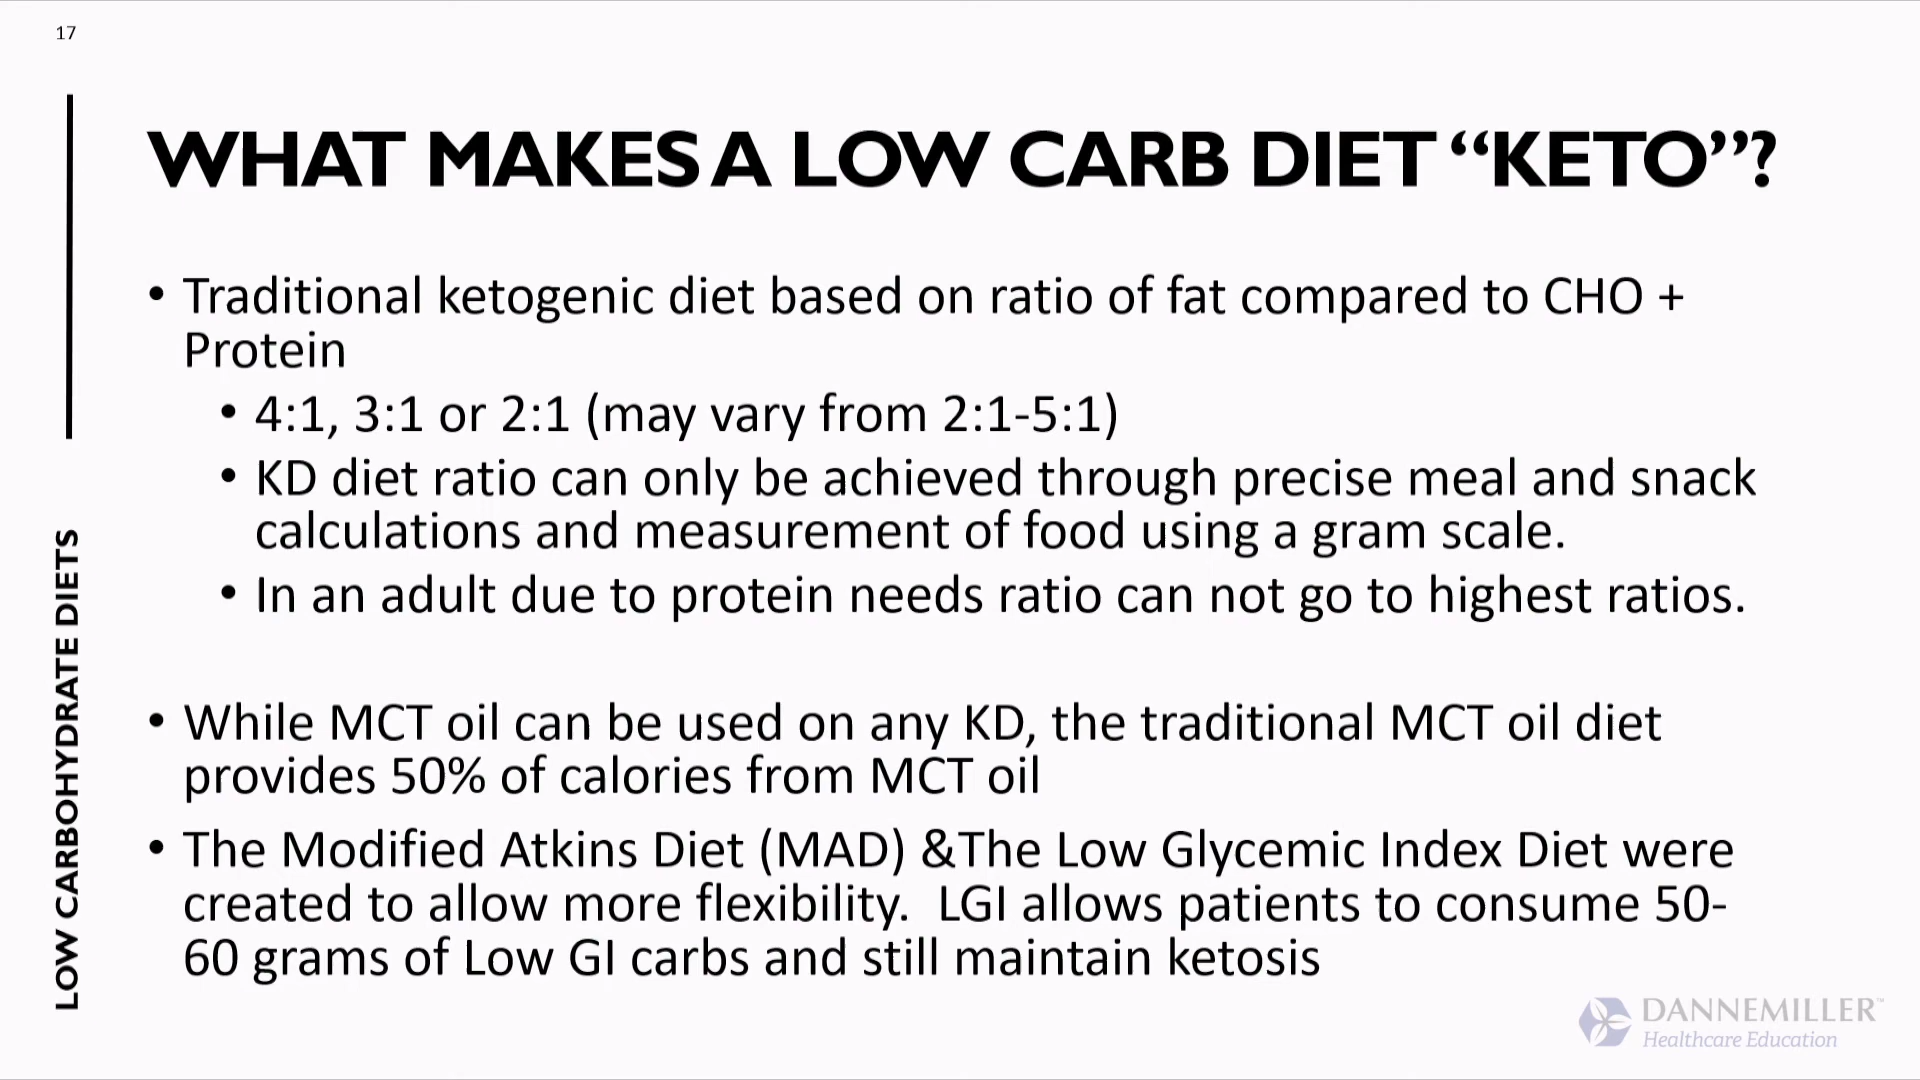 17
WHAT MAKES A LOW CARB DIET “KETO”?
• Traditional ketogenic diet based on ratio of fat compared to CHO +
Protein
• 4:1, 3:1 or 2:1 (may vary from 2:1-5:1)
• KD diet ratio can only be achieved through precise meal and snack
calculations and measurement of food using a gram scale.
• In an adult due to protein needs ratio can not go to highest ratios.
• While MCT oil can be used on any KD, the traditional MCT oil diet
provides 50% of calories from MCT oil
• The Modified Atkins Diet (MAD) &The Low Glycemic Index Diet were
created to allow more flexibility.  LGI allows patients to consume 50-
60 grams of Low GI carbs and still maintain ketosis
LOW CARBOHYDRATE DIETS
DANNEMILLER™
Healthcare Education